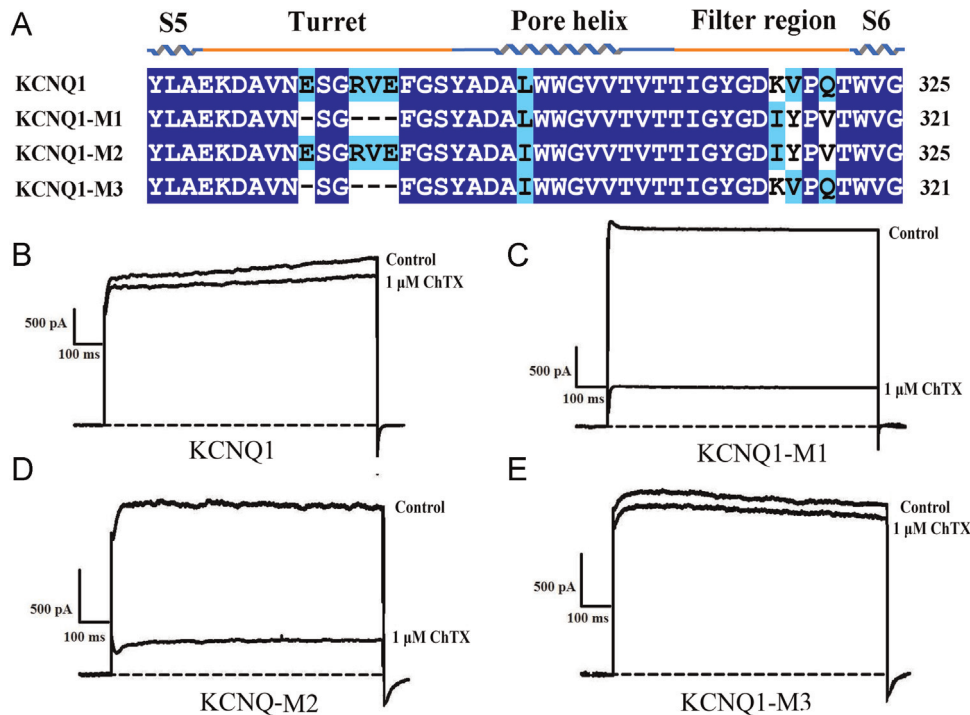 A
S5 Turret Pore helix Filter region S6
KCNQ1 YLAEKDAVNESGRVEFGSYADALWWGVVTVTTIGYGDKVPQTWVG 325
KCNQ1-M1 YLAEKDAVN-SG---FGSYADALWWGVVTVTTIGYGDIYPVTWVG 321
KCNQ1-M2 YLAEKDAVNESGRVEFGSYADAIWWGVVTVTTIGYGDIYPVTWVG 325
KCNQ1-M3 YLAEKDAVN-SG---FGSYADAIWWGVVTVTTIGYGDKVPQTWVG 321
B
Control
1 μM ChTX
500 pA
100 ms
KCNQ1
C
Control
500 pA
100 ms
1 μM ChTX
KCNQ1-M1
D
Control
500 pA
100 ms
1 μM ChTX
KCNQ-M2
E
Control
1 μM ChTX
500 pA
100 ms
KCNQ1-M3